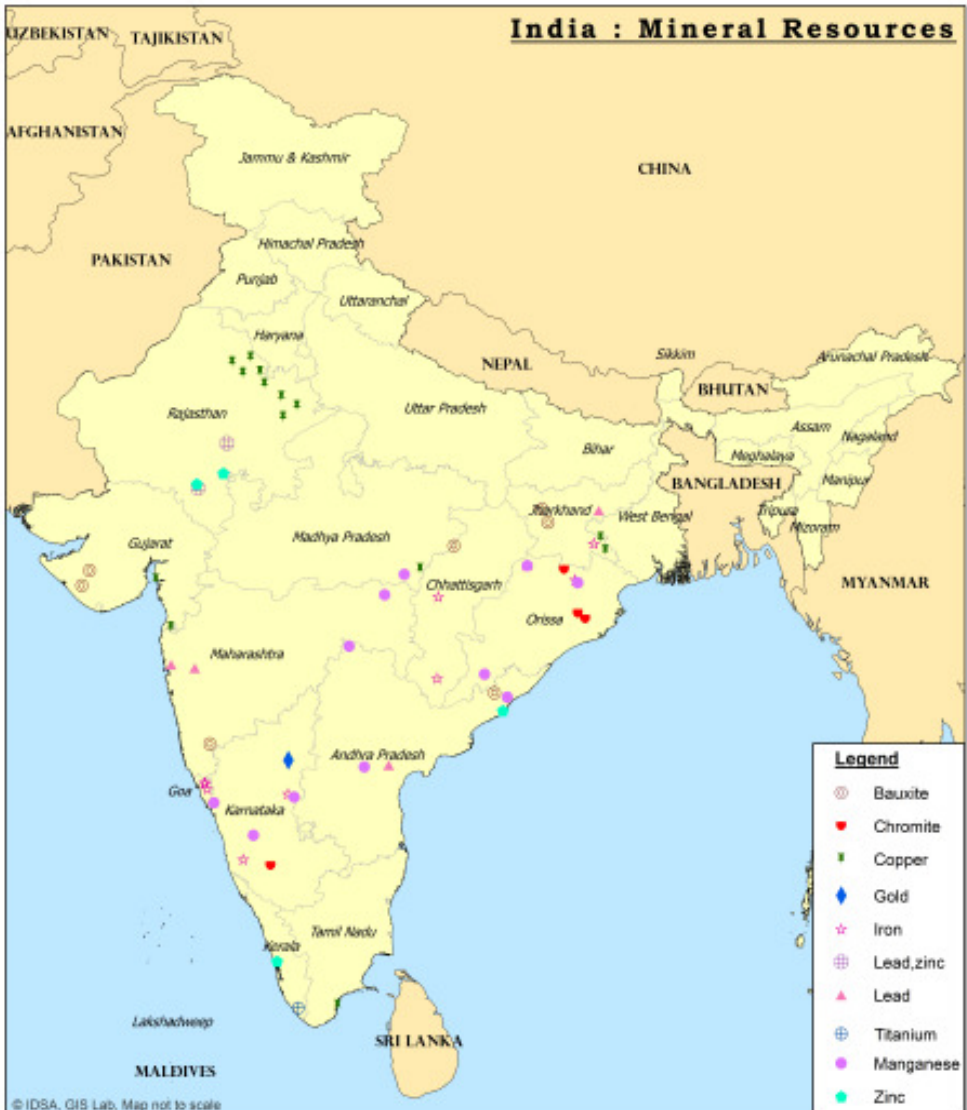 India : Mineral Resources
UZBEKISTAN
TAJIKISTAN
AFGHANISTAN
Jammu & Kashmir
CHINA
Himachal Pradesh
PAKISTAN
Punjab
Uttaranchal
Haryana
NEPAL
Sikkim
Arunachal Pradesh
BHUTAN
Rajasthan
Uttar Pradesh
Assam
Nagaland
Bihar
Meghalaya
BANGLADESH
Manipur
Jharkhand
West Bengal
Tripura
Mizoram
Gujarat
Madhya Pradesh
Chhattisgarh
MYANMAR
Orissa
Maharashtra
Andhra Pradesh
Goa
Karnataka
Kerala
Tamil Nadu
Lakshadweep
SRI LANKA
MALDIVES
Legend
Bauxite
Chromite
Copper
Gold
Iron
Lead,zinc
Lead
Titanium
Manganese
Zinc
© IDSA, GIS Lab, Map not to scale